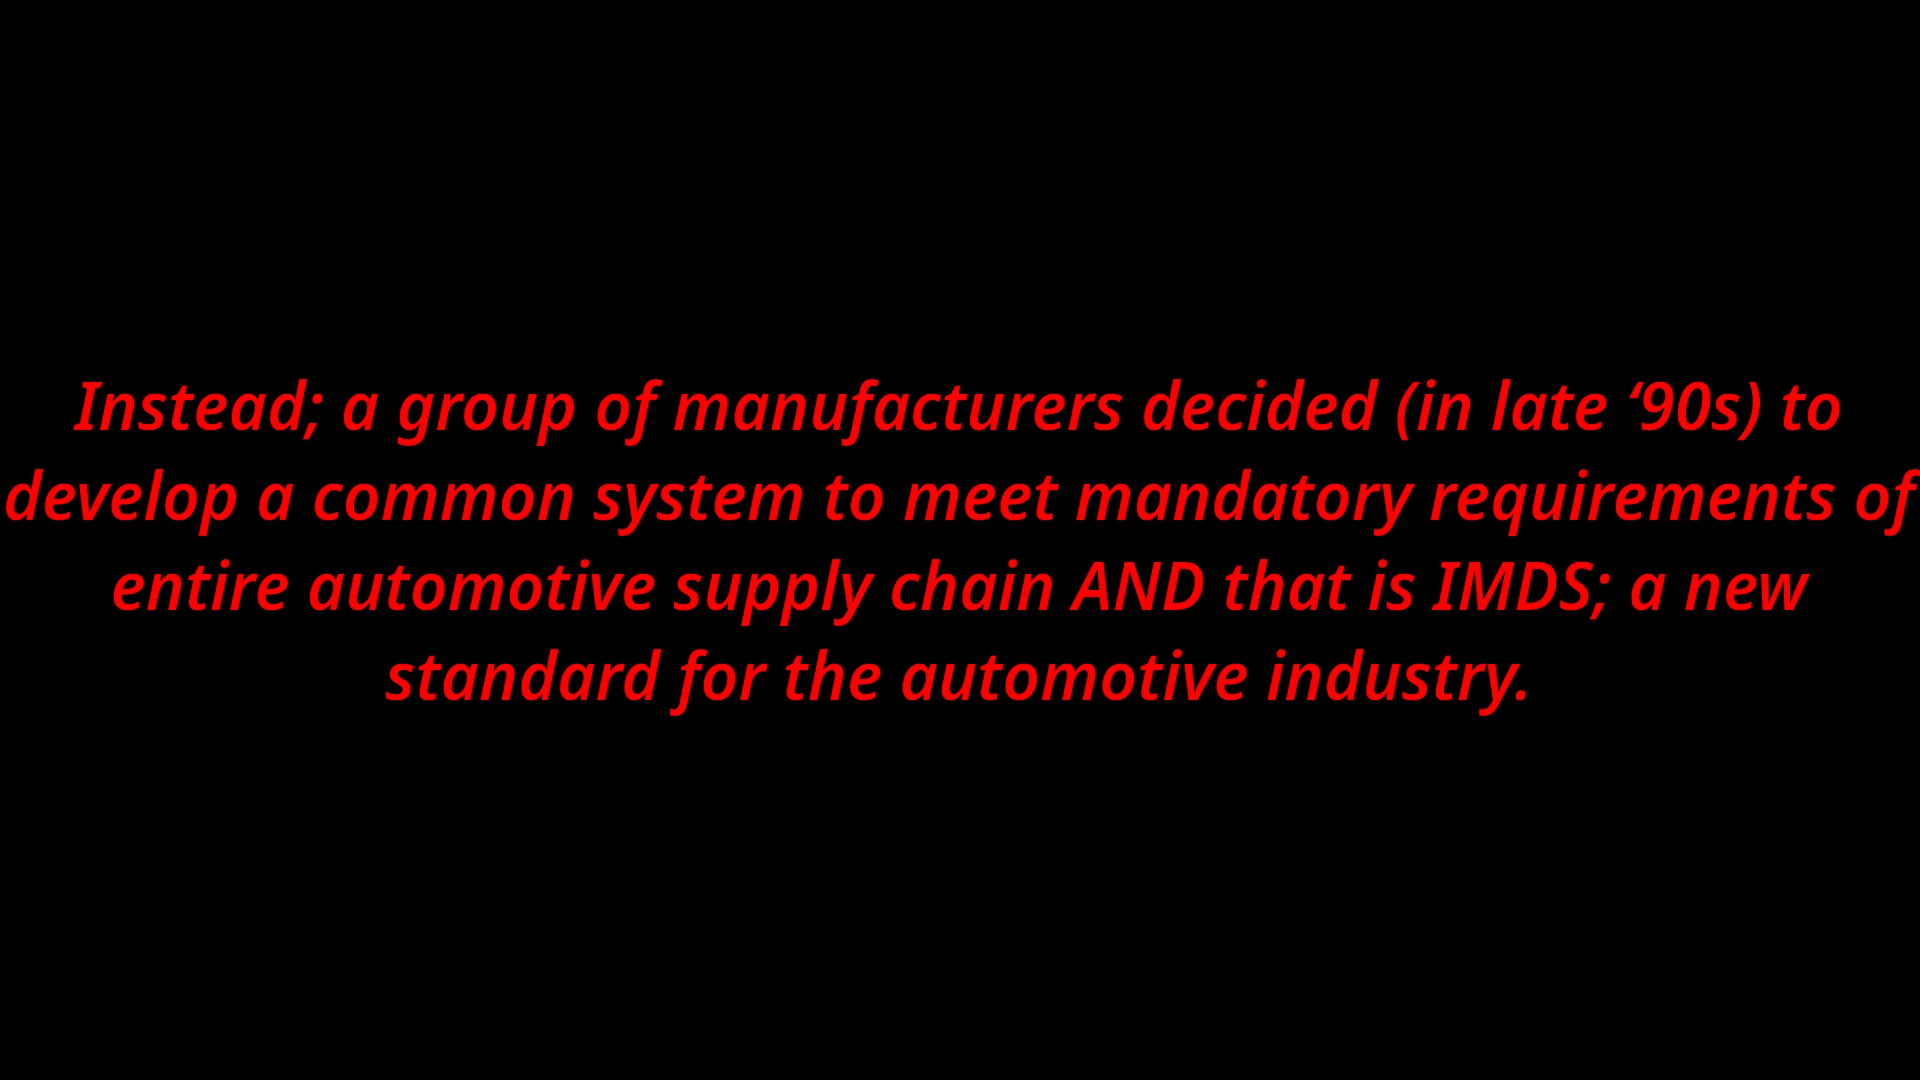 Instead; a group of manufacturers decided (in late ‘90s) to
develop a common system to meet mandatory requirements of
entire automotive supply chain AND that is IMDS; a new
standard for the automotive industry.